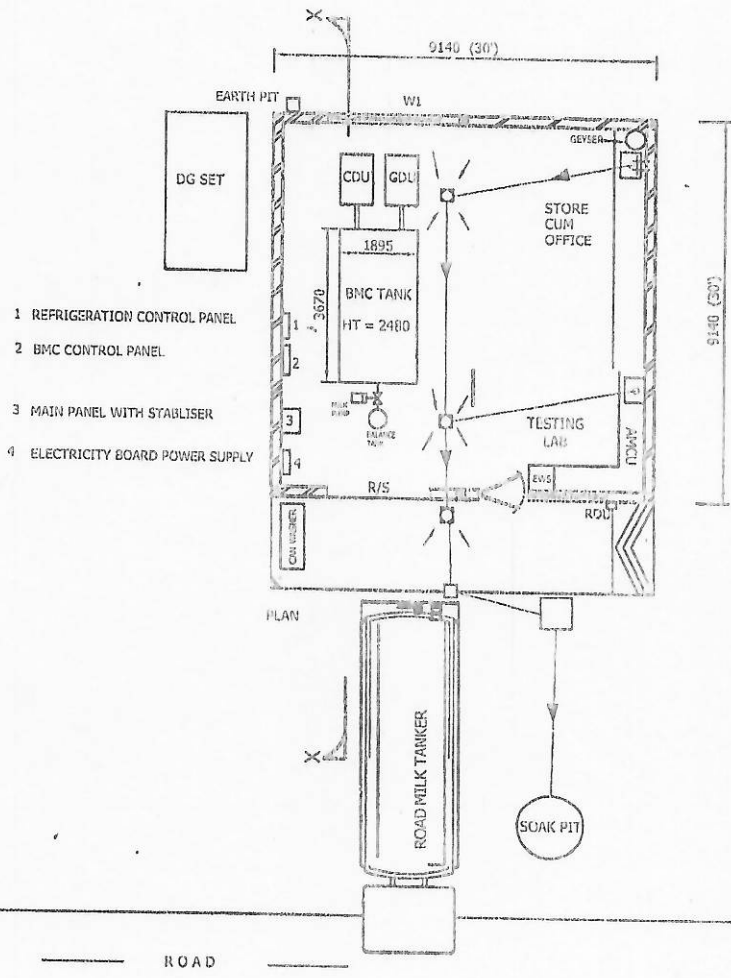 X
9140 (30')
EARTH PIT
W1
GEYSER
DG SET
CDU
GDU
STORE
CUM
OFFICE
1895
3670
BMC TANK
HT = 2480
9140 (30')
1 REFRIGERATION CONTROL PANEL
1
2 BMC CONTROL PANEL
2
MILK
PUMP
BALANCE
TANK
3 MAIN PANEL WITH STABLISER
3
TESTING
LAB
AMCU
4 ELECTRICITY BOARD POWER SUPPLY
4
R/S
EWS
RDU
CAN WASHER
PLAN
X
ROAD MILK TANKER
SOAK PIT
ROAD